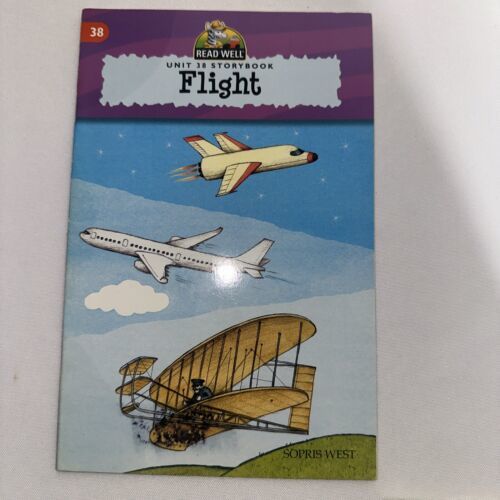 38
READ WELL
UNIT 38 STORYBOOK
Flight
SOPRIS WEST